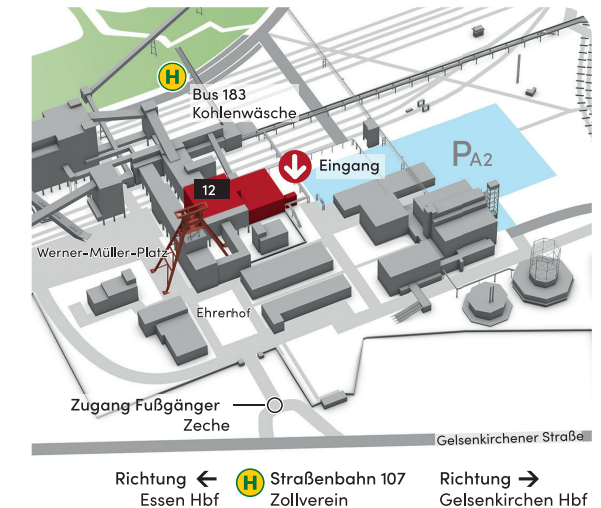 H
Bus 183
Kohlenwäsche
Eingang
PA2
12
Werner-Müller-Platz
Ehrerhof
Zugang Fußgänger
Zeche
Gelsenkirchener Straße
Richtung ←
Essen Hbf
H
Straßenbahn 107
Zollverein
Richtung →
Gelsenkirchen Hbf